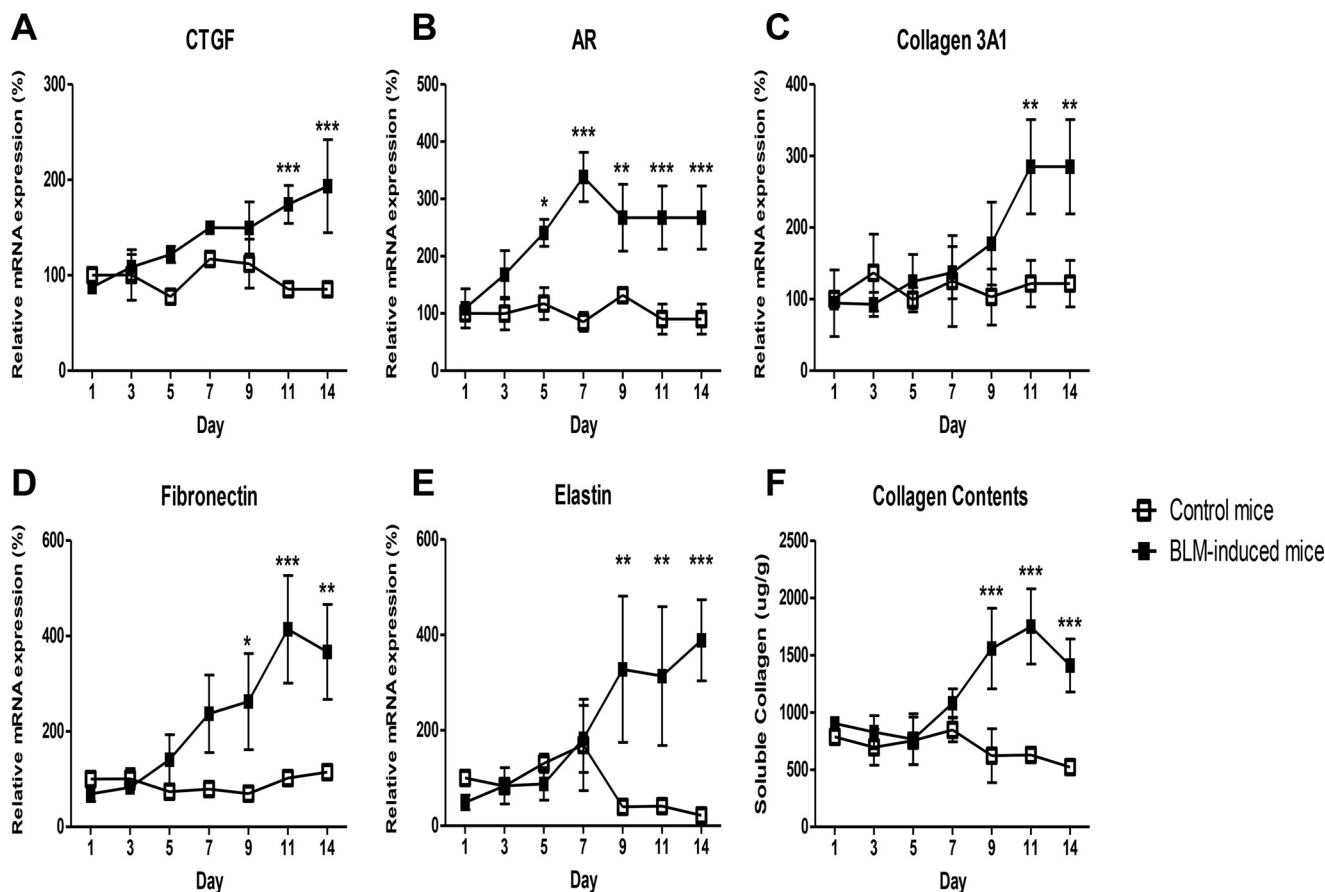 A
CTGF
Relative mRNA expression (%)
300
200
100
0
***
***
1 3 5 7 9 11 14
Day
B
AR
Relative mRNA expression (%)
500
400
300
200
100
0
*
***
**
***
***
1 3 5 7 9 11 14
Day
C
Collagen 3A1
Relative mRNA expression (%)
400
300
200
100
0
**
**
1 3 5 7 9 11 14
Day
D
Fibronectin
Relative mRNA expression (%)
600
400
200
0
*
***
**
1 3 5 7 9 11 14
Day
E
Elastin
Relative mRNA expression (%)
600
400
200
0
**
**
***
1 3 5 7 9 11 14
Day
F
Collagen Contents
Soluble Collagen (ug/g)
2500
2000
1500
1000
500
0
***
***
***
1 3 5 7 9 11 14
Day
Control mice
BLM-induced mice